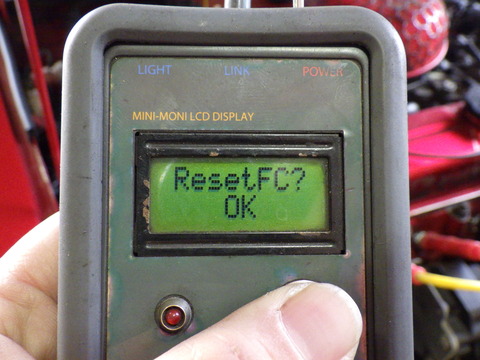 LIGHT LINK POWER
MINI-MONI LCD DISPLAY
ResetFC?
OK